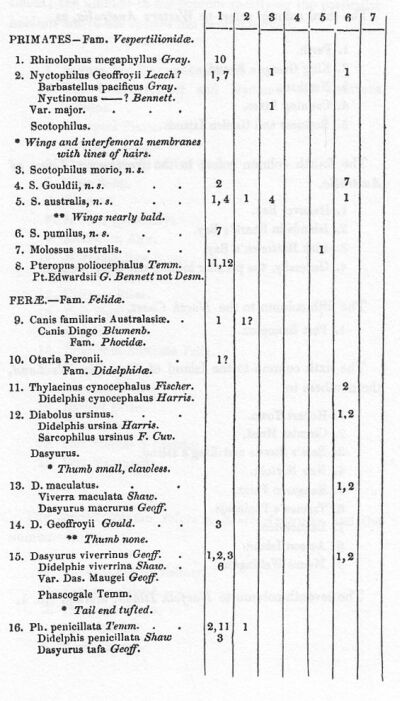 1 2 3 4 5 6 7
PRIMATES—Fam. Vespertilionidæ.
1. Rhinolophus megaphyllus Gray. 10
2. Nyctophilus Geoffroyii Leach? 1, 7 1 1
Barbastellus pacificus Gray.
Nyctinomus —— ? Bennett.
Var. major. . . . 1
Scotophilus.
* Wings and interfemoral membranes
with lines of hairs.
3. Scotophilus morio, n. s.
4. S. Gouldii, n. s. . . 2 7
5. S. australis, n. s. . . 1, 4 1 4 1
** Wings nearly bald.
6. S. pumilus, n. s. . . 7
7. Molossus australis. . . 1
8. Pteropus poliocephalus Temm. 11,12
Pt. Edwardsii G. Bennett not Desm.
FERÆ.—Fam. Felidæ.
9. Canis familiaris Australasiæ. . 1 1?
Canis Dingo Blumenb.
Fam. Phocidæ.
10. Otaria Peronii. . . 1?
Fam. Didelphidæ.
11. Thylacinus cynocephalus Fischer. 2
Didelphis cynocephalus Harris.
12. Diabolus ursinus. . . 1,2
Didelphis ursina Harris.
Sarcophilus ursinus F. Cuv.
Dasyurus.
* Thumb small, clawless.
13. D. maculatus. . . 1,2
Viverra maculata Shaw.
Dasyurus macrurus Geoff.
14. D. Geoffroyii Gould. . . 3
** Thumb none.
15. Dasyurus viverrinus Geoff. . 1, 2, 3 1,2
Didelphis viverrina Shaw. . 6
Var. Das. Maugei Geoff.
Phascogale Temm.
* Tail end tufted.
16. Ph. penicillata Temm. . . 2,11 1
Didelphis penicillata Shaw 3
Dasyurus tafa Geoff.